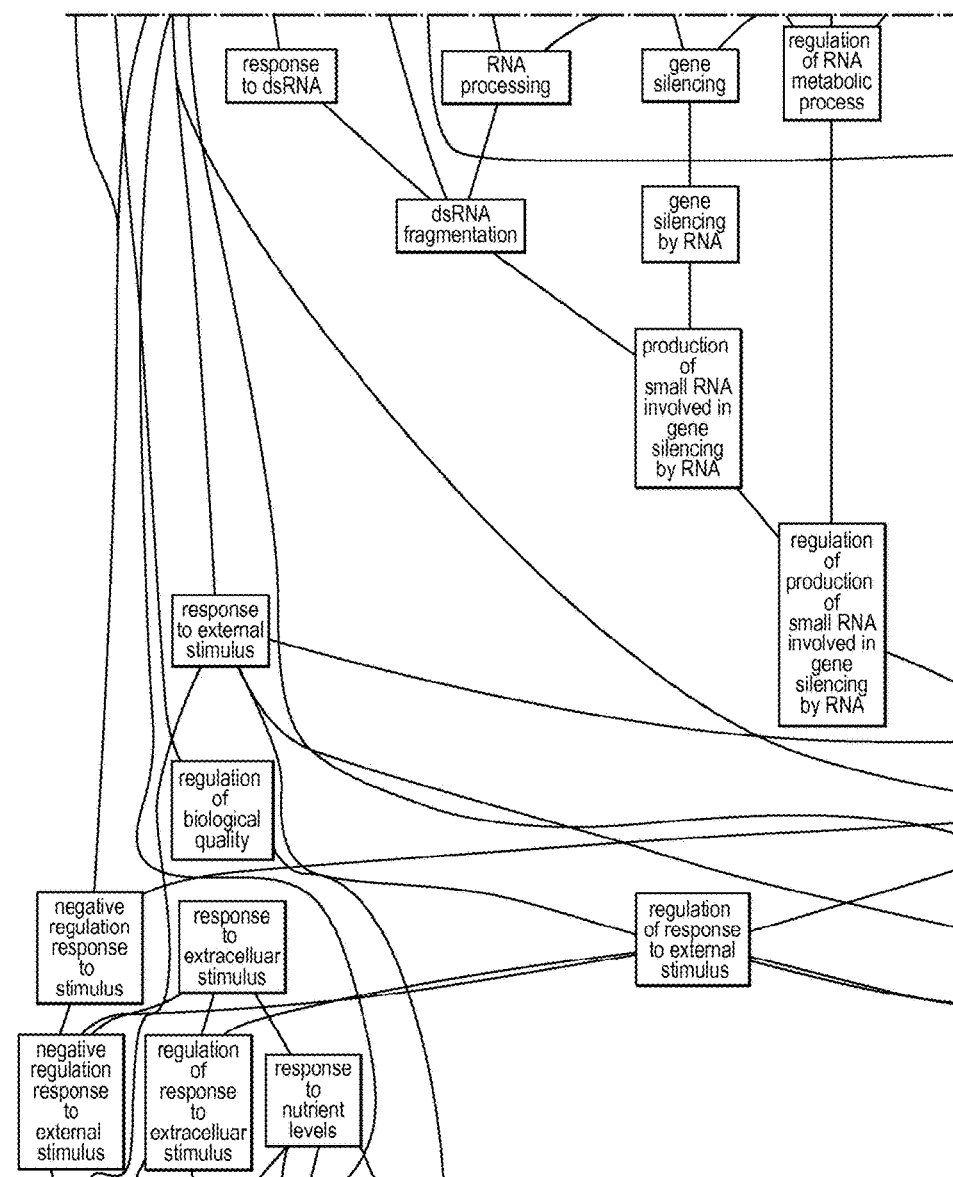 response
to dsRNA
RNA
processing
gene
silencing
regulation
of RNA
metabolic
process
dsRNA
fragmentation
gene
silencing
by RNA
production
of
small RNA
involved in
gene
silencing
by RNA
regulation
of
production
of
small RNA
involved in
gene
silencing
by RNA
response
to external
stimulus
regulation
of
biological
quality
negative
regulation
response
to
stimulus
response
to
extracelluar
stimulus
regulation
of response
to external
stimulus
negative
regulation
response
to
external
stimulus
regulation
of
response
to
extracelluar
stimulus
response
to
nutrient
levels